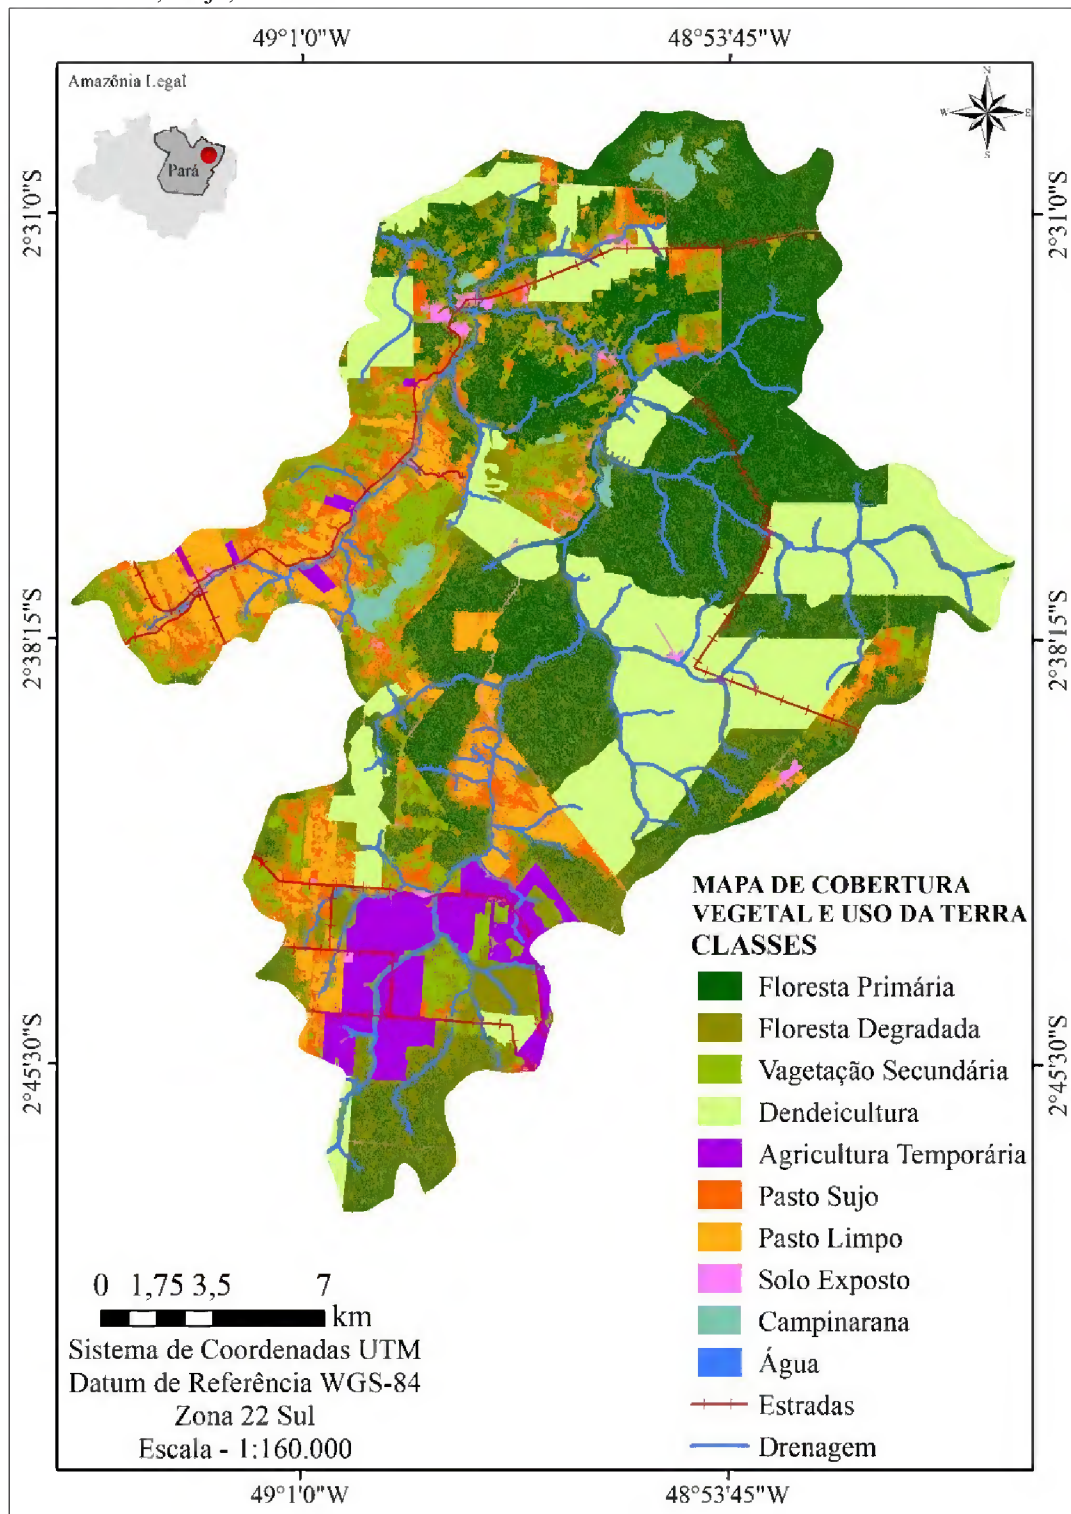 49°1'0"W
48°53'45"W
Amazônia Legal
N
W
E
S
Pará
2°31'0"S
2°31'0"S
2°38'15"S
2°38'15"S
2°45'30"S
2°45'30"S
MAPA DE COBERTURA
VEGETAL E USO DA TERRA
CLASSES
Floresta Primária
Floresta Degradada
Vagetação Secundária
Dendeicultura
Agricultura Temporária
Pasto Sujo
Pasto Limpo
Solo Exposto
Campinarana
Água
Estradas
Drenagem
0 1,75 3,5 7
km
Sistema de Coordenadas UTM
Datum de Referência WGS-84
Zona 22 Sul
Escala - 1:160.000
49°1'0"W
48°53'45"W